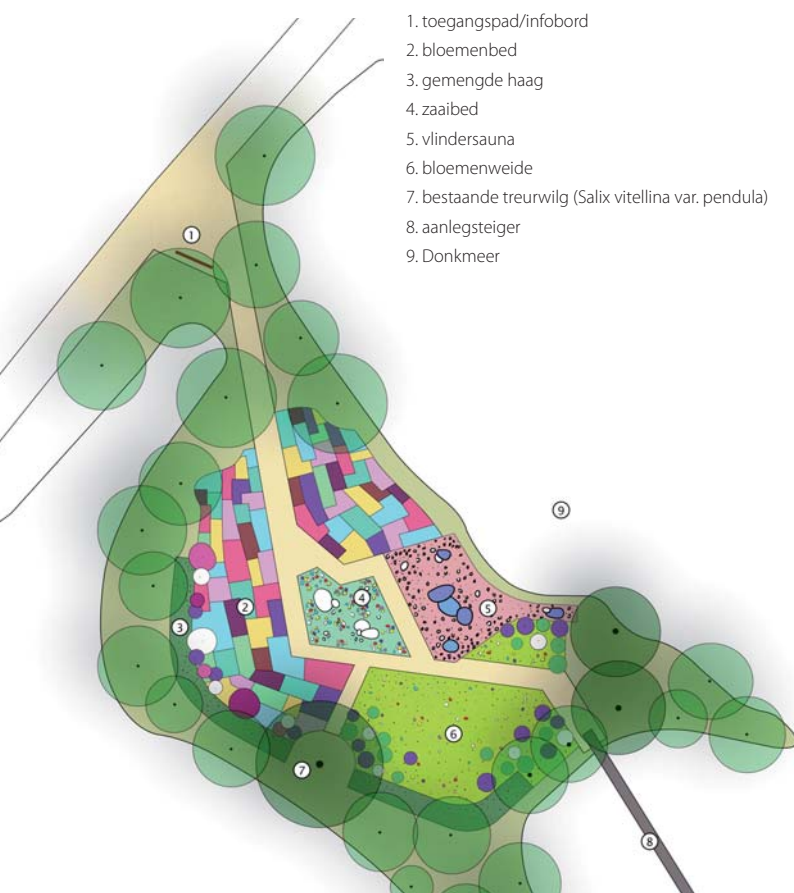 1. toegangspad/infobord
2. bloemenbed
3. gemengde haag
4. zaaibed
5. vlindersauna
6. bloemenweide
7. bestaande treurwilg (Salix vitellina var. pendula)
8. aanlegsteiger
9. Donkmeer
1
9
4
2
5
3
6
7
8